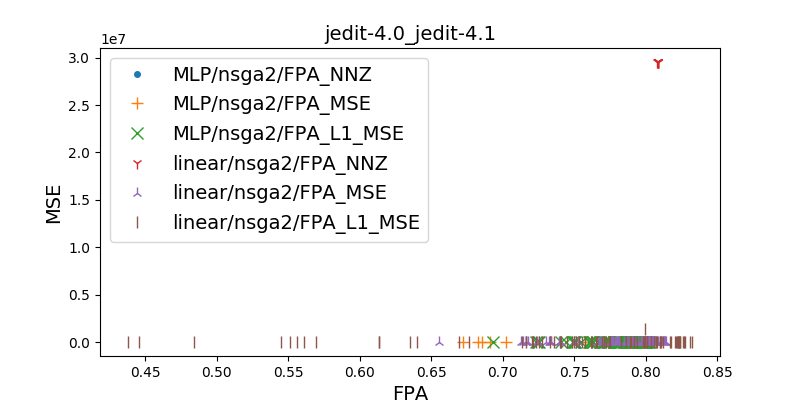 jedit-4.0_jedit-4.1
1e7
3.0
2.5
2.0
1.5
1.0
0.5
0.0
MSE
MLP/nsga2/FPA_NNZ
MLP/nsga2/FPA_MSE
MLP/nsga2/FPA_L1_MSE
linear/nsga2/FPA_NNZ
linear/nsga2/FPA_MSE
linear/nsga2/FPA_L1_MSE
0.45 0.50 0.55 0.60 0.65 0.70 0.75 0.80 0.85
FPA